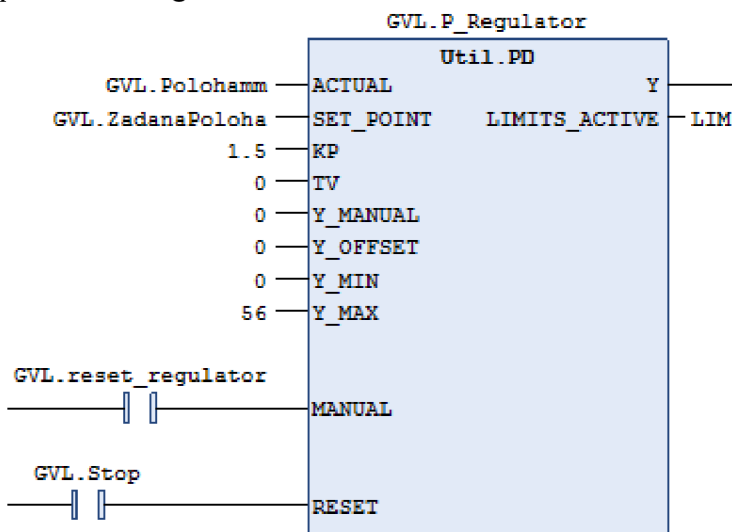 GVL.P_Regulator
Util.PD
GVL.Polohamm ACTUAL Y
GVL.ZadanaPoloha SET_POINT LIMITS_ACTIVE LIM
1.5 KP
0 TV
0 Y_MANUAL
0 Y_OFFSET
0 Y_MIN
56 Y_MAX
GVL.reset_regulator
MANUAL
GVL.Stop
RESET